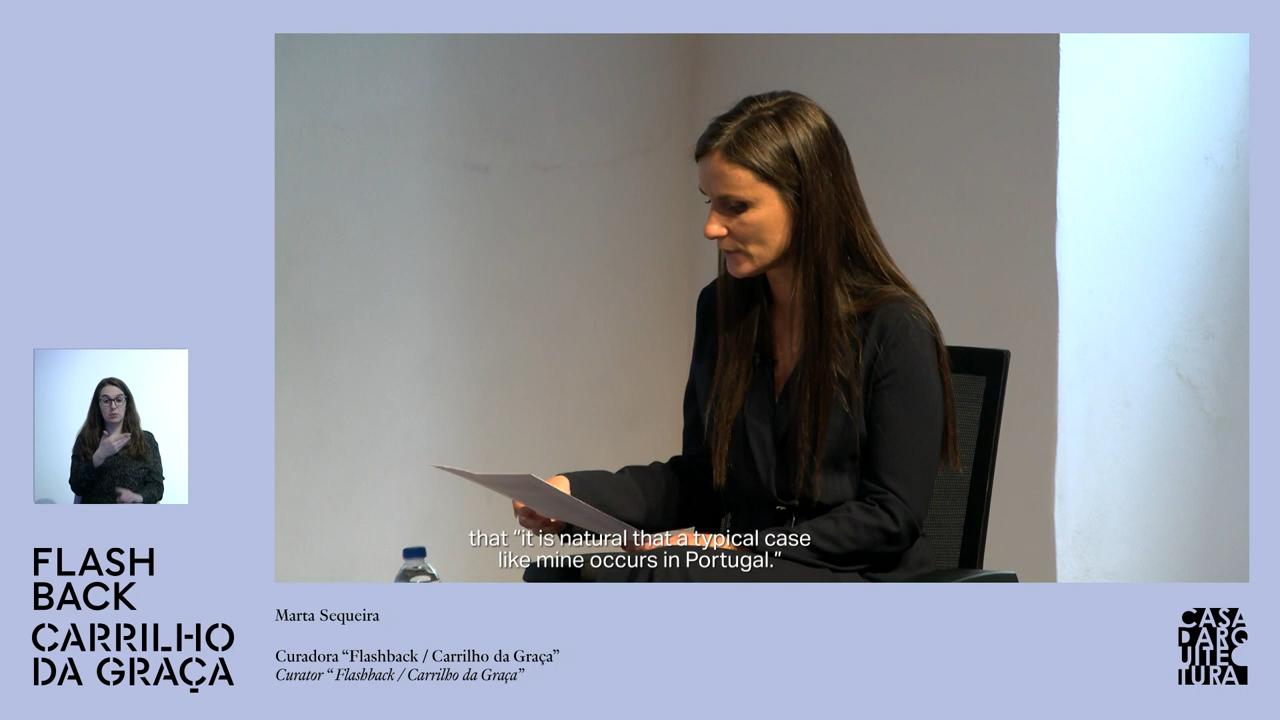 that “it is natural that a typical case
like mine occurs in Portugal.”
FLASH
BACK
CARRILHO
DA GRAÇA
Marta Sequeira
Curadora “Flashback / Carrilho da Graça”
Curator “Flashback / Carrilho da Graça”
CASA
DARQ
UITEC
TURA